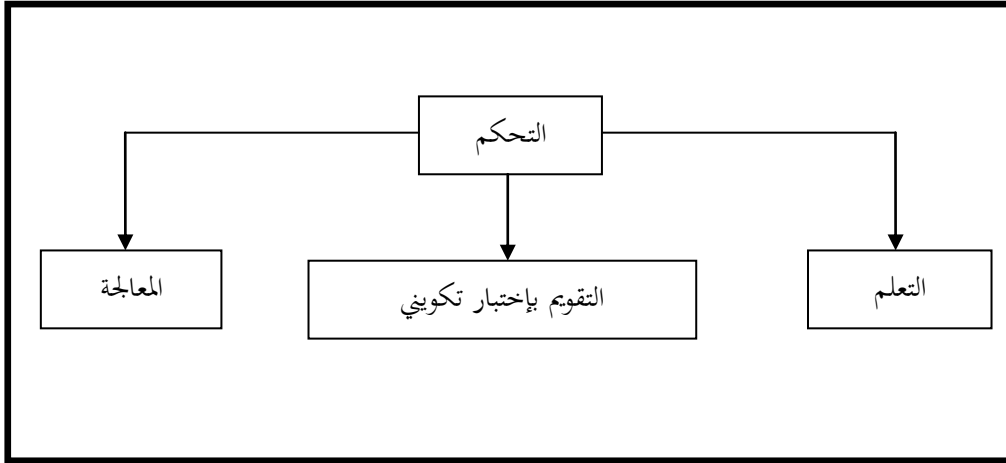 التحكم
التعلم
التقويم بإختبار تكويني
المعالجة